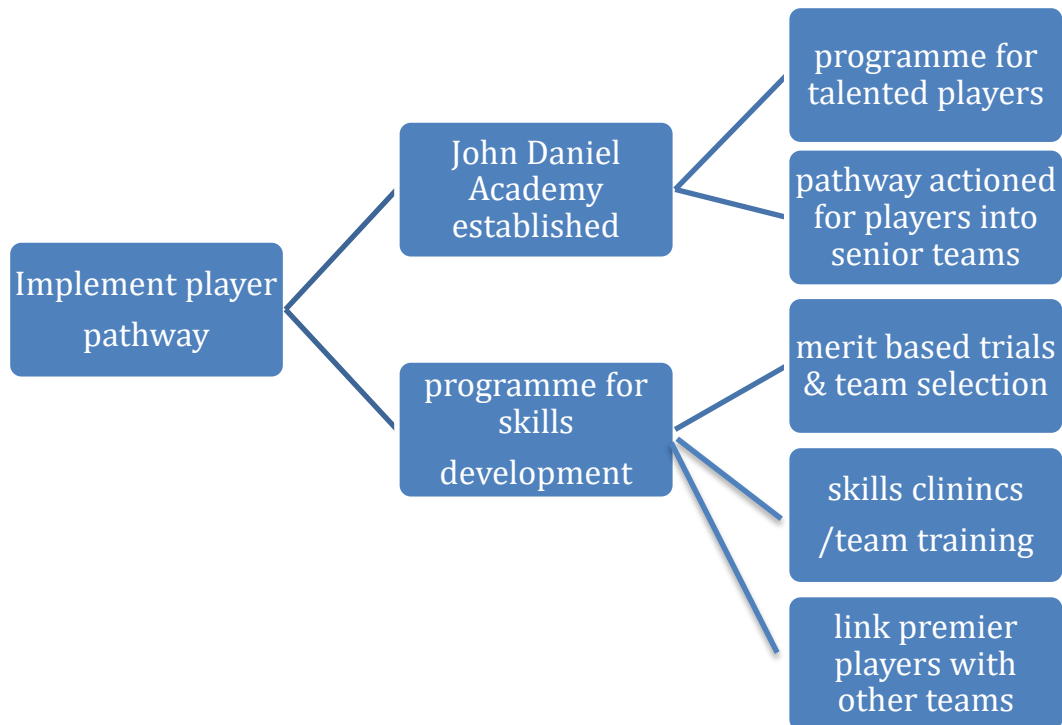 Implement player
pathway
John Daniel
Academy
established
programme for
skills
development
programme for
talented players
pathway actioned
for players into
senior teams
merit based trials
& team selection
skills clinincs
/team training
link premier
players with
other teams